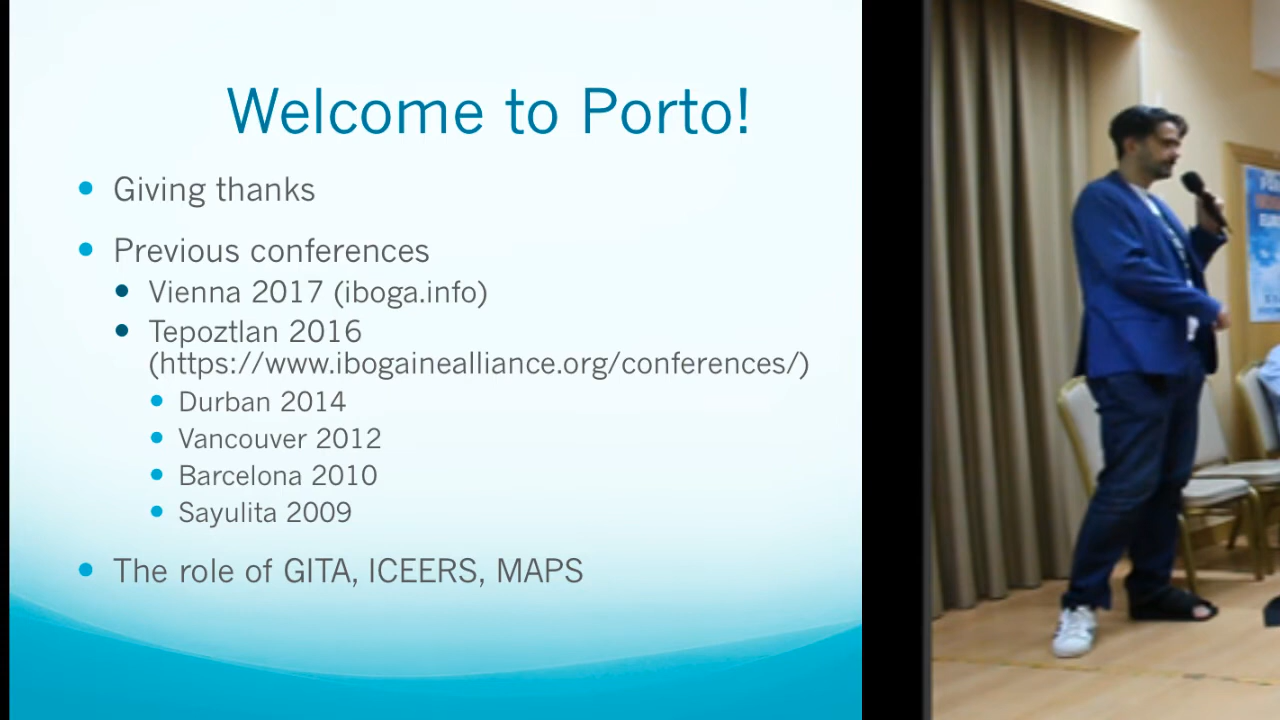 Welcome to Porto!
Giving thanks
Previous conferences
Vienna 2017 (iboga.info)
Tepoztlan 2016
(https://www.ibogainealliance.org/conferences/)
Durban 2014
Vancouver 2012
Barcelona 2010
Sayulita 2009
The role of GITA, ICEERS, MAPS